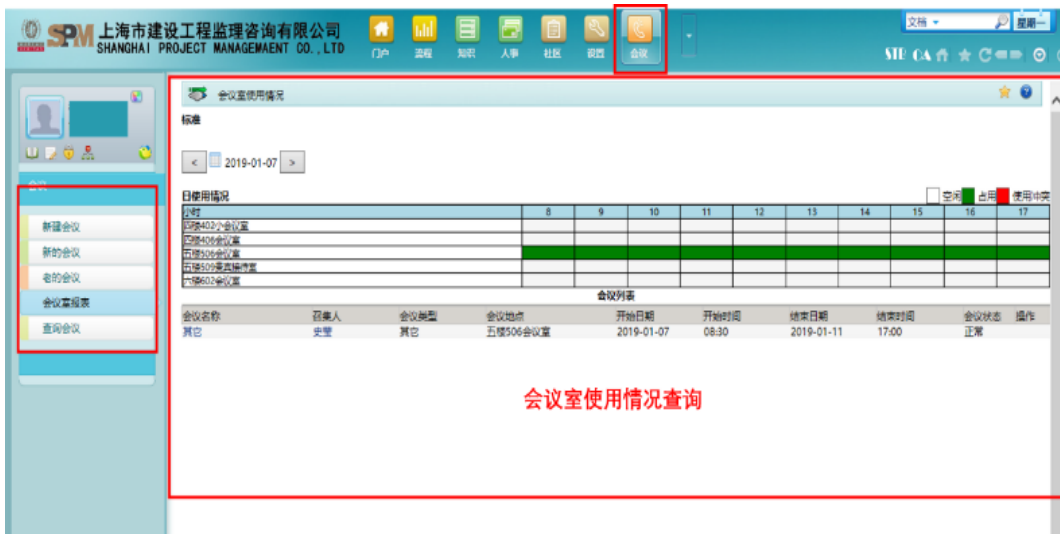 SPM 上海市建设工程监理咨询有限公司
SHANGHAI PROJECT MANAGEMAENT CO.,LTD
门户 流程 知识 人事 社区 设置 会议
文档 星期一
会议室使用情况
标准
< 2019-01-07 >
会议
新建会议
新的会议
老的会议
会议室报表
查询会议
日使用情况 空闲 占用 使用冲突
小时 8 9 10 11 12 13 14 15 16 17
四楼402小会议室
四楼406会议室
五楼506会议室
五楼509贵宾接待室
六楼602会议室
会议列表
会议名称 召集人 会议类型 会议地点 开始日期 开始时间 结束日期 结束时间 会议状态 操作
其它 其它 五楼506会议室 2019-01-07 08:30 2019-01-11 17:00 正常
会议室使用情况查询